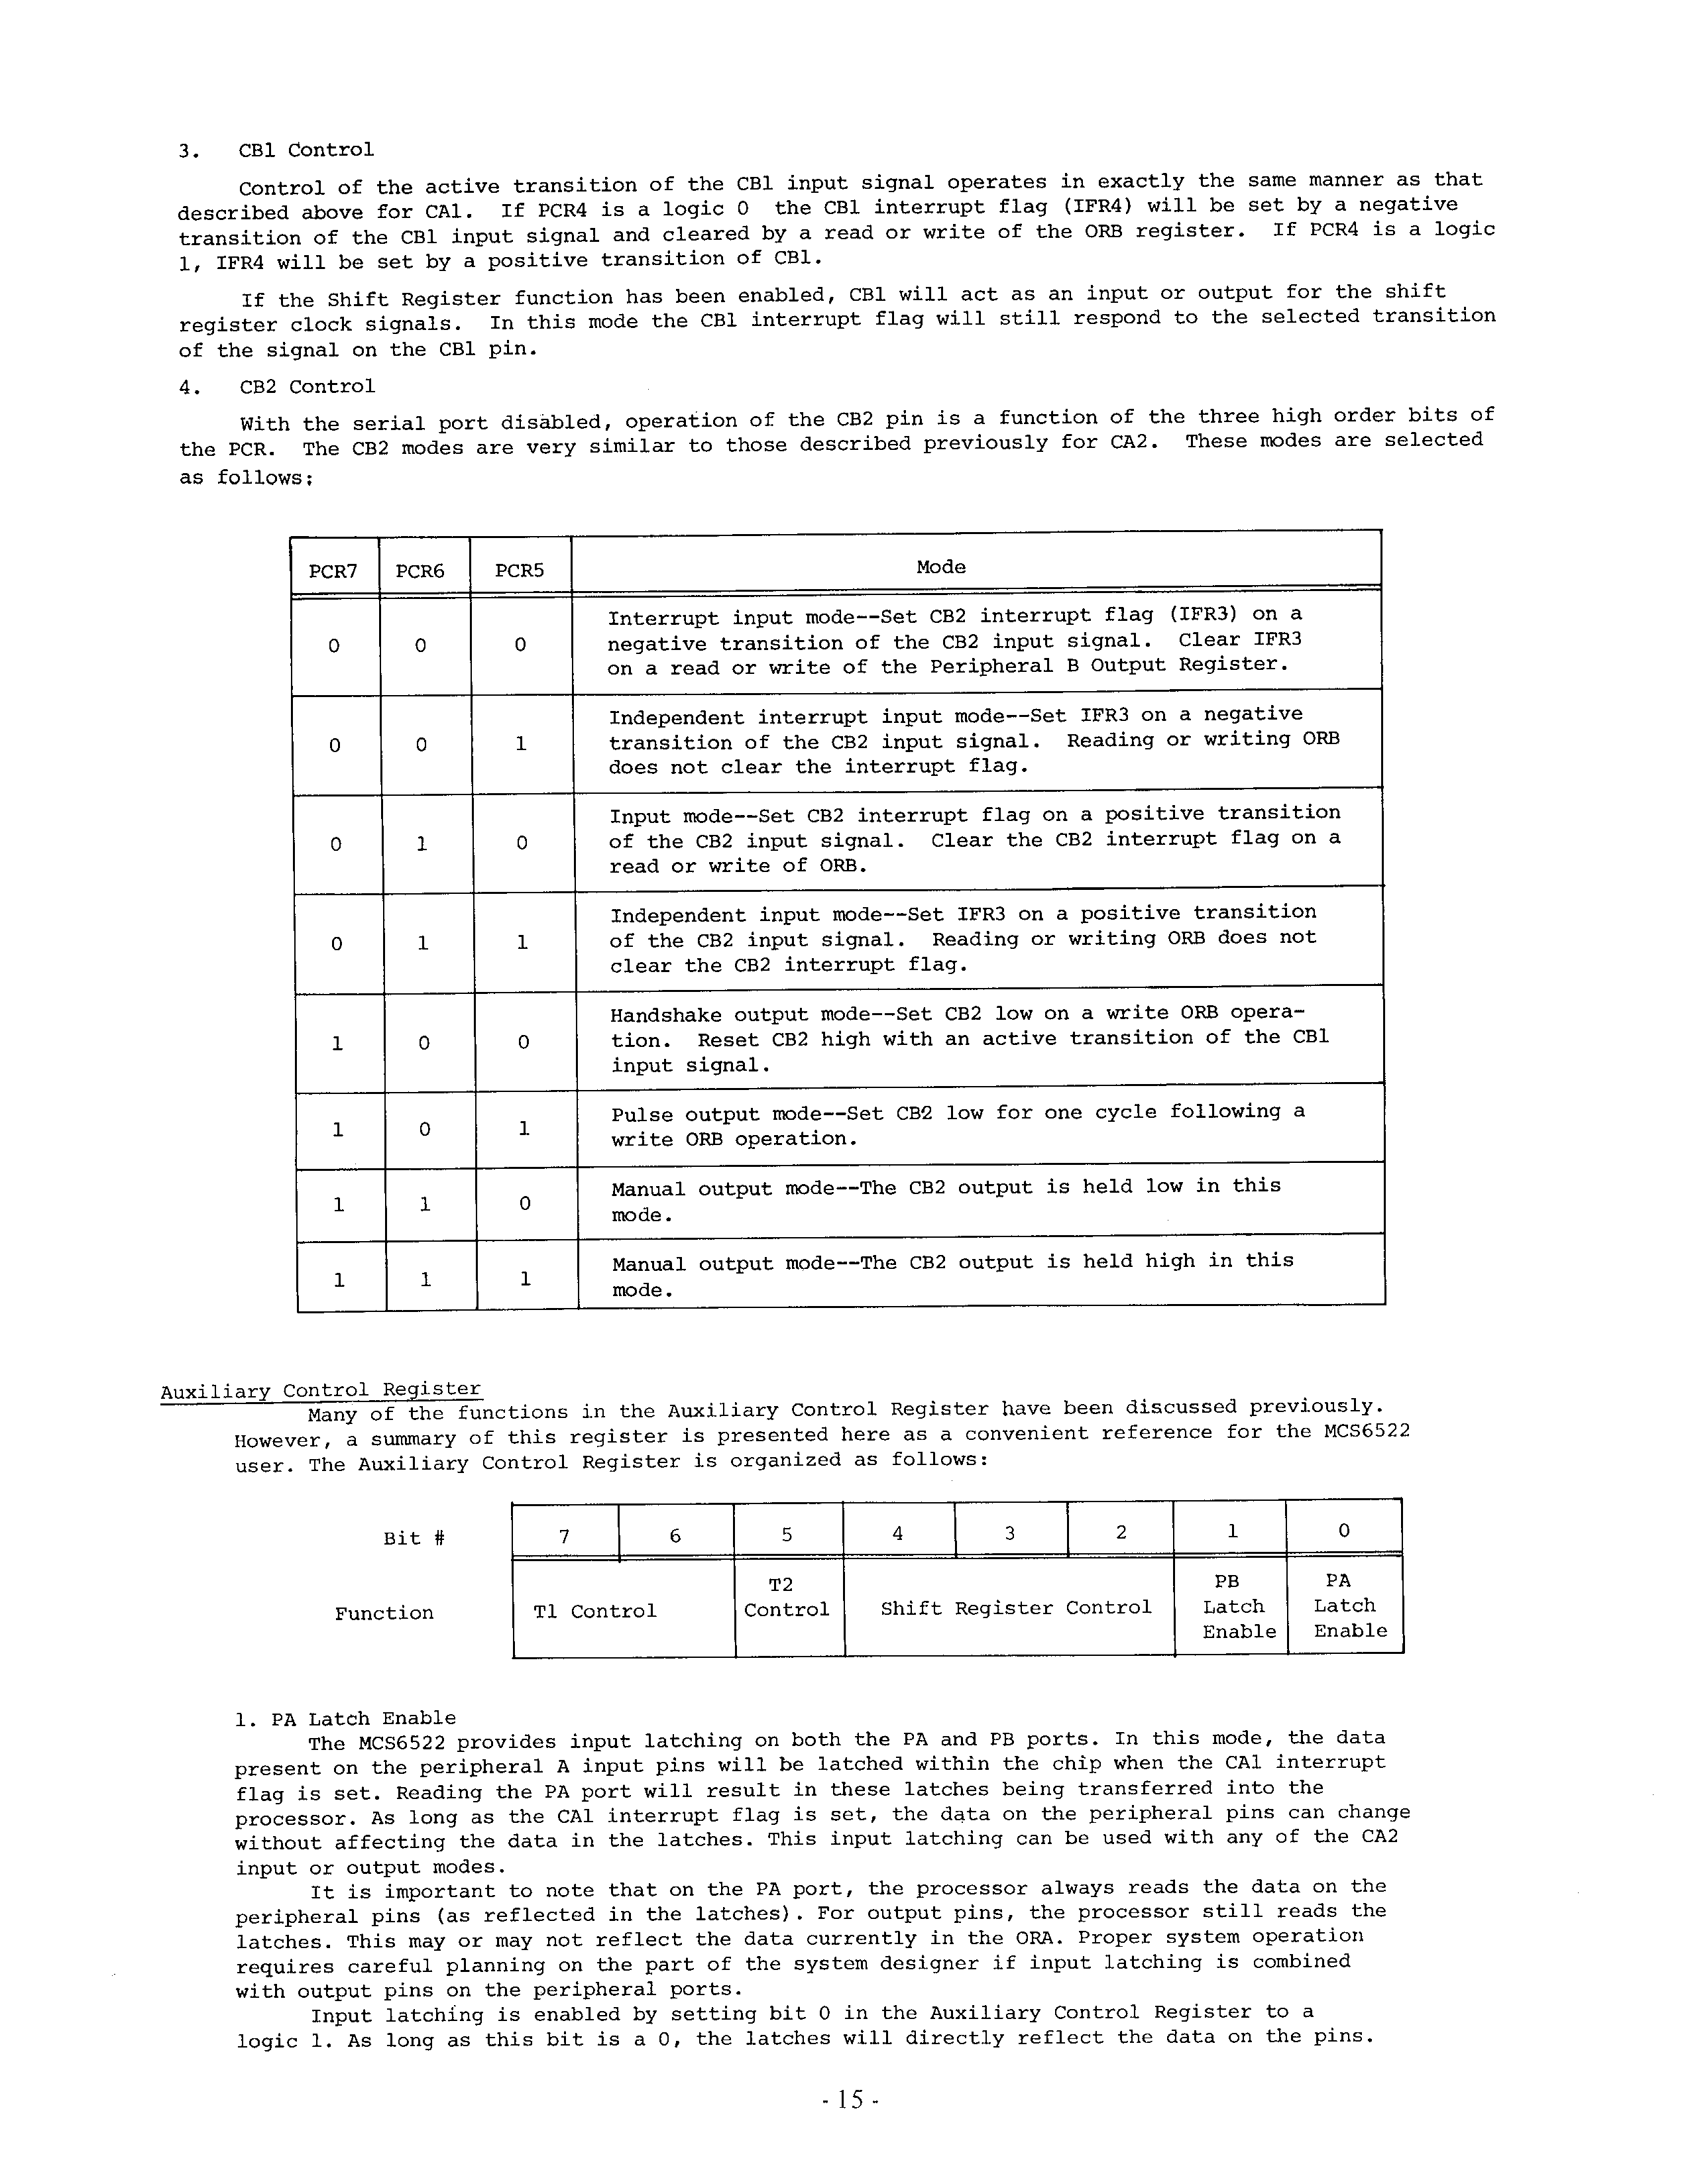 3. CB1 Control
Control of the active transition of the CB1 input signal operates in exactly the same manner as that
described above for CA1. If PCR4 is a logic 0 the CB1 interrupt flag (IFR4) will be set by a negative
transition of the CB1 input signal and cleared by a read or write of the ORB register. If PCR4 is a logic
1, IFR4 will be set by a positive transition of CB1.
If the Shift Register function has been enabled, CB1 will act as an input or output for the shift
register clock signals. In this mode the CB1 interrupt flag will still respond to the selected transition
of the signal on the CB1 pin.
4. CB2 Control
With the serial port disabled, operation of the CB2 pin is a function of the three high order bits of
the PCR. The CB2 modes are very similar to those described previously for CA2. These modes are selected
as follows;
PCR7 PCR6 PCR5 Mode
Interrupt input mode--Set CB2 interrupt flag (IFR3) on a
0 0 0 negative transition of the CB2 input signal. Clear IFR3
on a read or write of the Peripheral B Output Register.
Independent interrupt input mode--Set IFR3 on a negative
0 0 1 transition of the CB2 input signal. Reading or writing ORB
does not clear the interrupt flag.
Input mode--Set CB2 interrupt flag on a positive transition
0 1 0 of the CB2 input signal. Clear the CB2 interrupt flag on a
read or write of ORB.
Independent input mode--Set IFR3 on a positive transition
0 1 1 of the CB2 input signal. Reading or writing ORB does not
clear the CB2 interrupt flag.
Handshake output mode--Set CB2 low on a write ORB opera-
1 0 0 tion. Reset CB2 high with an active transition of the CB1
input signal.
Pulse output mode--Set CB2 low for one cycle following a
1 0 1 write ORB operation.
Manual output mode--The CB2 output is held low in this
1 1 0 mode.
Manual output mode--The CB2 output is held high in this
1 1 1 mode.
Auxiliary Control Register
Many of the functions in the Auxiliary Control Register have been discussed previously.
However, a summary of this register is presented here as a convenient reference for the MCS6522
user. The Auxiliary Control Register is organized as follows:
Bit # 7 6 5 4 3 2 1 0
T2 PB PA
Function T1 Control Control Shift Register Control Latch Latch
Enable Enable
1. PA Latch Enable
The MCS6522 provides input latching on both the PA and PB ports. In this mode, the data
present on the peripheral A input pins will be latched within the chip when the CA1 interrupt
flag is set. Reading the PA port will result in these latches being transferred into the
processor. As long as the CA1 interrupt flag is set, the data on the peripheral pins can change
without affecting the data in the latches. This input latching can be used with any of the CA2
input or output modes.
It is important to note that on the PA port, the processor always reads the data on the
peripheral pins (as reflected in the latches). For output pins, the processor still reads the
latches. This may or may not reflect the data currently in the ORA. Proper system operation
requires careful planning on the part of the system designer if input latching is combined
with output pins on the peripheral ports.
Input latching is enabled by setting bit 0 in the Auxiliary Control Register to a
logic 1. As long as this bit is a 0, the latches will directly reflect the data on the pins.
- 15 -